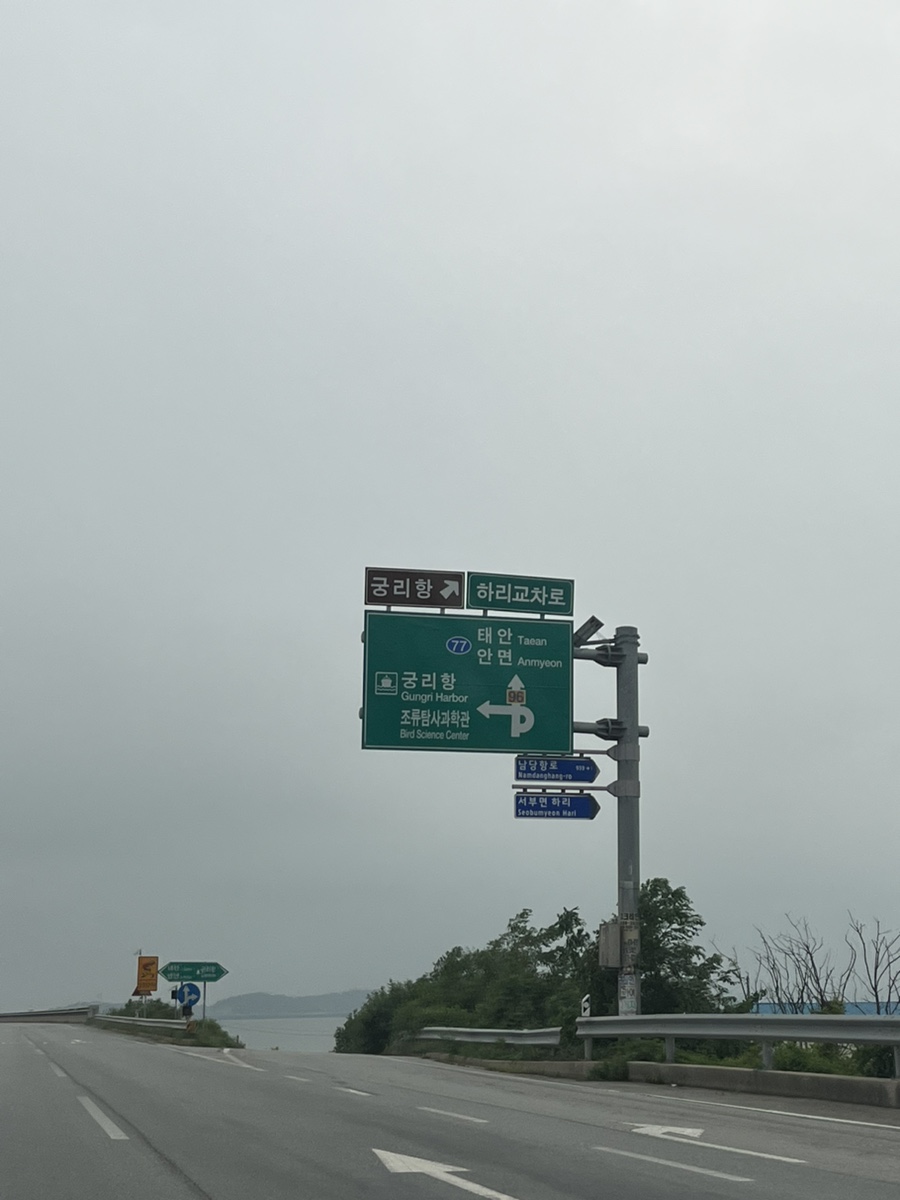 궁리항
하리교차로
77
태안 Taean
안면 Anmyeon
궁리항
Gungri Harbor
96
조류탐사과학관
Bird Science Center
남당항로
Namdanghang-ro
서부면 하리
Seobumyeon Hari